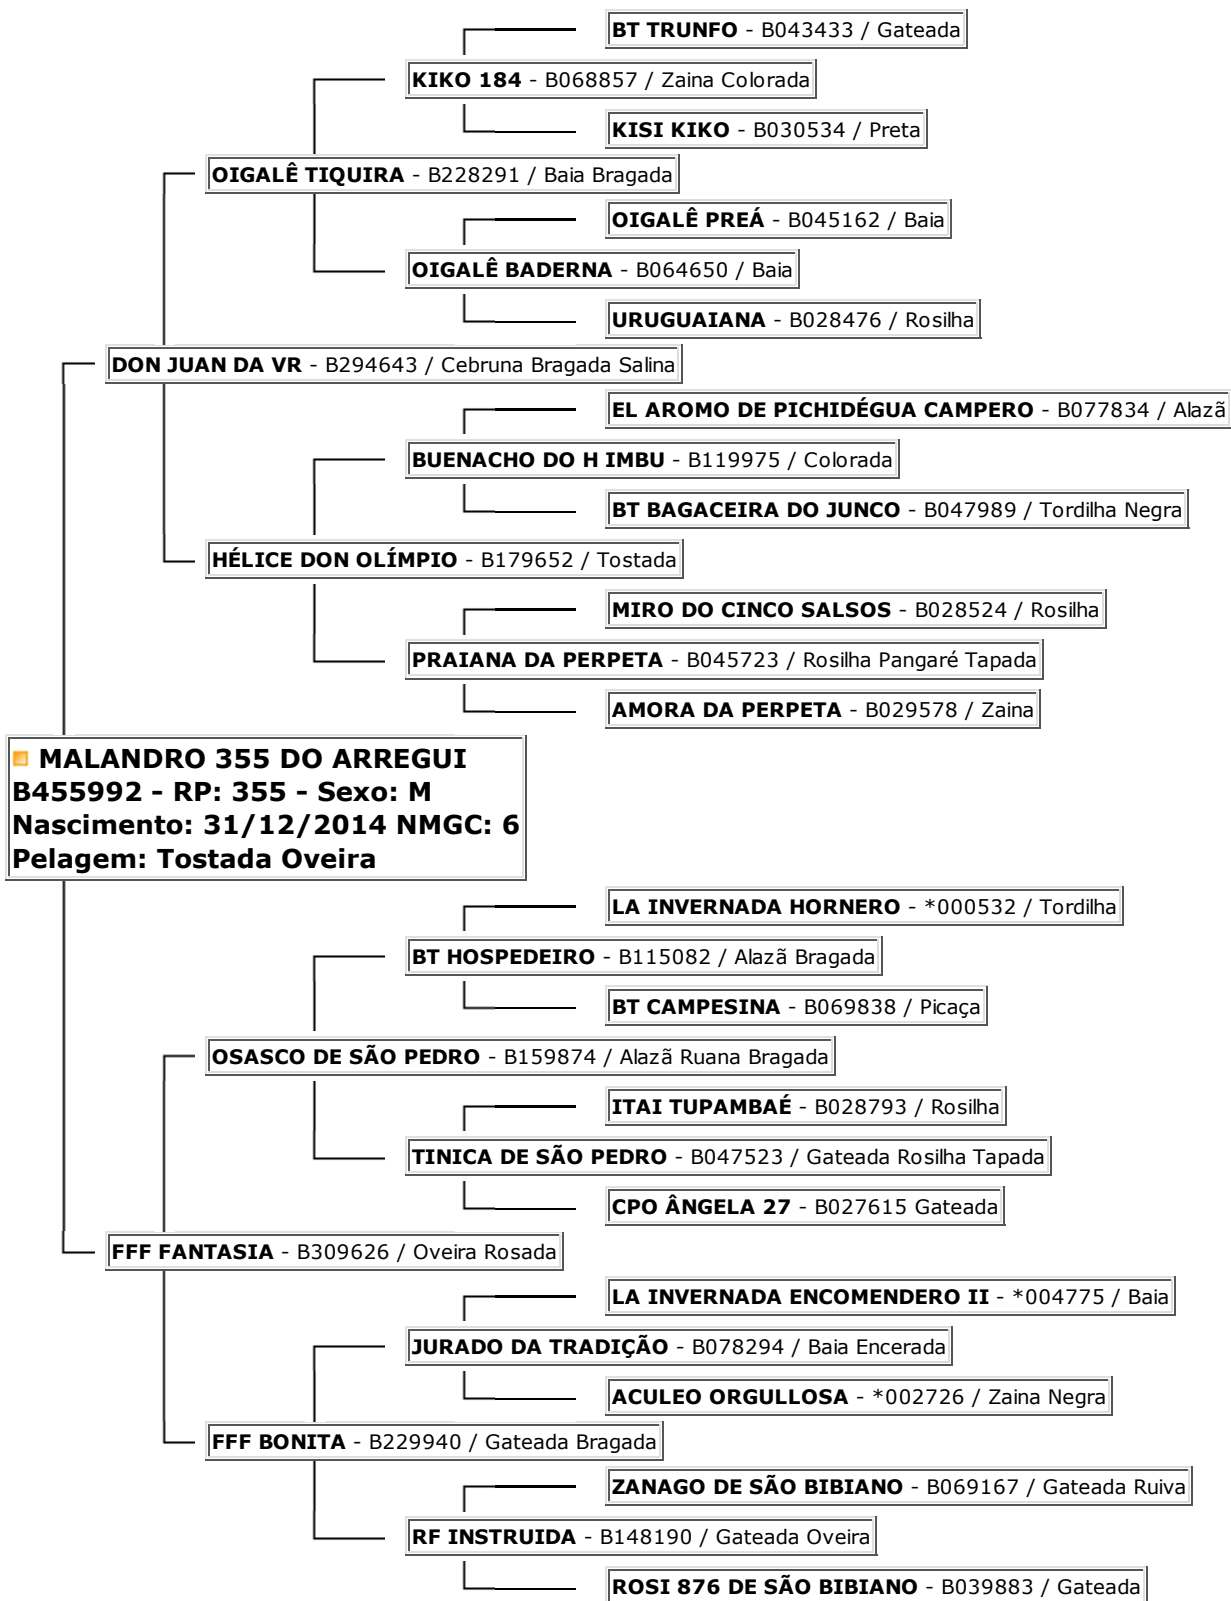 BT TRUNFO - B043433 / Gateada
KIKO 184 - B068857 / Zaina Colorada
KISI KIKO - B030534 / Preta
OIGALÊ TIQUIRA - B228291 / Baia Bragada
OIGALÊ PREÁ - B045162 / Baia
OIGALÊ BADERNA - B064650 / Baia
URUGUAIANA - B028476 / Rosilha
DON JUAN DA VR - B294643 / Cebruna Bragada Salina
EL AROMO DE PICHIDÉGUA CAMPERO - B077834 / Alazã
BUENACHO DO H IMBU - B119975 / Colorada
BT BAGACEIRA DO JUNCO - B047989 / Tordilha Negra
HÉLICE DON OLÍMPIO - B179652 / Tostada
MIRO DO CINCO SALSOS - B028524 / Rosilha
PRAIANA DA PERPETA - B045723 / Rosilha Pangaré Tapada
AMORA DA PERPETA - B029578 / Zaina
MALANDRO 355 DO ARREGUI
B455992 - RP: 355 - Sexo: M
Nascimento: 31/12/2014 NMGC: 6
Pelagem: Tostada Oveira
LA INVERNADA HORNERO - *000532 / Tordilha
BT HOSPEDEIRO - B115082 / Alazã Bragada
BT CAMPESINA - B069838 / Picaça
OSASCO DE SÃO PEDRO - B159874 / Alazã Ruana Bragada
ITAI TUPAMBAÉ - B028793 / Rosilha
TINICA DE SÃO PEDRO - B047523 / Gateada Rosilha Tapada
CPO ÂNGELA 27 - B027615 Gateada
FFF FANTASIA - B309626 / Oveira Rosada
LA INVERNADA ENCOMENDERO II - *004775 / Baia
JURADO DA TRADIÇÃO - B078294 / Baia Encerada
ACULEO ORGULLOSA - *002726 / Zaina Negra
FFF BONITA - B229940 / Gateada Bragada
ZANAGO DE SÃO BIBIANO - B069167 / Gateada Ruiva
RF INSTRUIDA - B148190 / Gateada Oveira
ROSI 876 DE SÃO BIBIANO - B039883 / Gateada